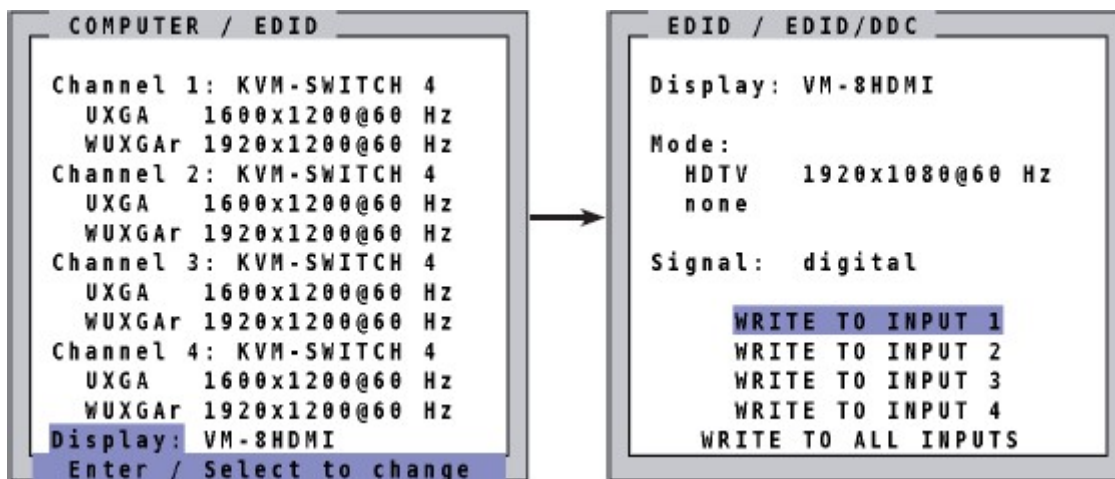 COMPUTER / EDID
Channel 1: KVM-SWITCH 4
UXGA 1600x1200@60 Hz
WUXGAr 1920x1200@60 Hz
Channel 2: KVM-SWITCH 4
UXGA 1600x1200@60 Hz
WUXGAr 1920x1200@60 Hz
Channel 3: KVM-SWITCH 4
UXGA 1600x1200@60 Hz
WUXGAr 1920x1200@60 Hz
Channel 4: KVM-SWITCH 4
UXGA 1600x1200@60 Hz
WUXGAr 1920x1200@60 Hz
Display: VM-8HDMI
Enter / Select to change
EDID / EDID/DDC
Display: VM-8HDMI
Mode:
HDTV 1920x1080@60 Hz
none
Signal: digital
WRITE TO INPUT 1
WRITE TO INPUT 2
WRITE TO INPUT 3
WRITE TO INPUT 4
WRITE TO ALL INPUTS